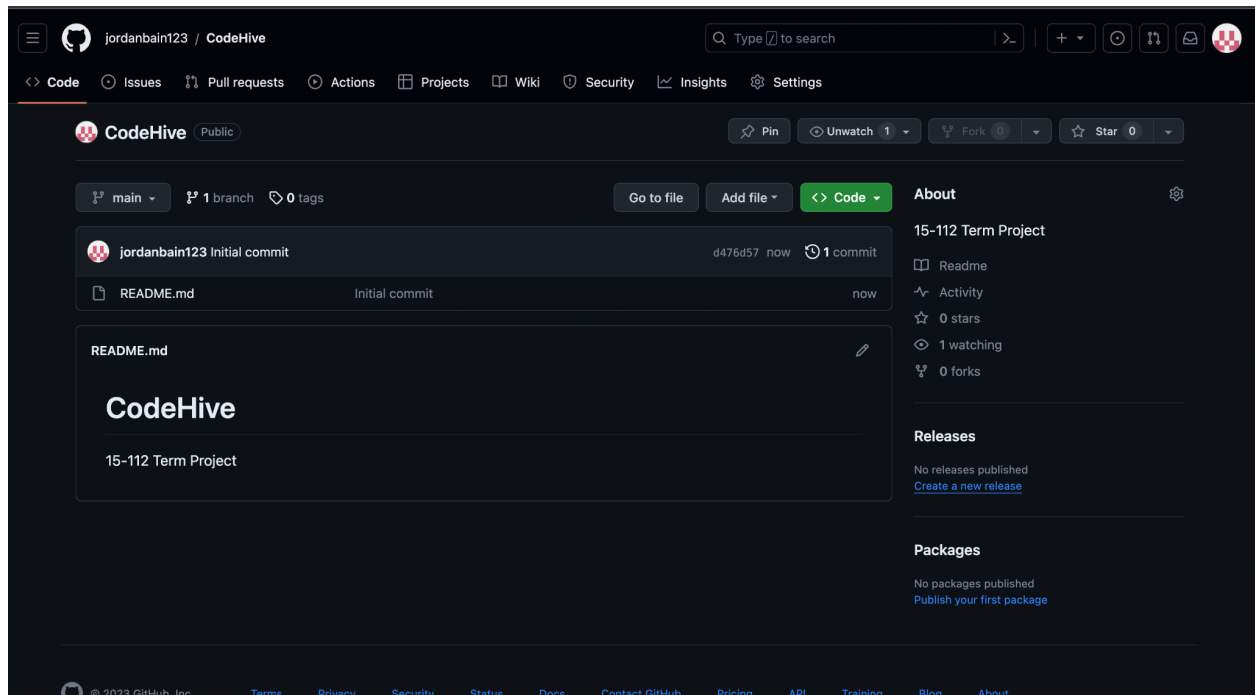 jordanbain123 / CodeHive
Type / to search
Code Issues Pull requests Actions Projects Wiki Security Insights Settings
CodeHive Public
Pin Unwatch 1 Fork 0 Star 0
main 1 branch 0 tags Go to file Add file <> Code
About
15-112 Term Project
jordanbain123 Initial commit d476d57 now 1 commit
README.md Initial commit now
README.md
CodeHive
15-112 Term Project
Readme
Activity
0 stars
1 watching
0 forks
Releases
No releases published
Create a new release
Packages
No packages published
Publish your first package
© 2023 GitHub, Inc. Terms Privacy Security Status Docs Contact GitHub Pricing API Training Blog About